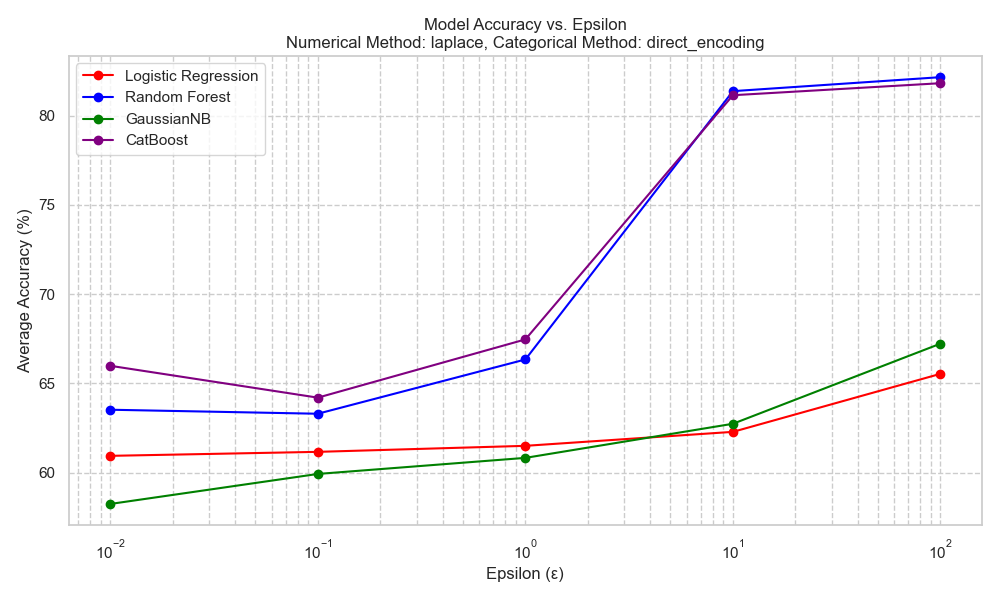 Model Accuracy vs. Epsilon
Numerical Method: laplace, Categorical Method: direct_encoding
Logistic Regression
Random Forest
GaussianNB
CatBoost
Average Accuracy (%)
80
75
70
65
60
10⁻² 10⁻¹ 10⁰ 10¹ 10²
Epsilon (ε)